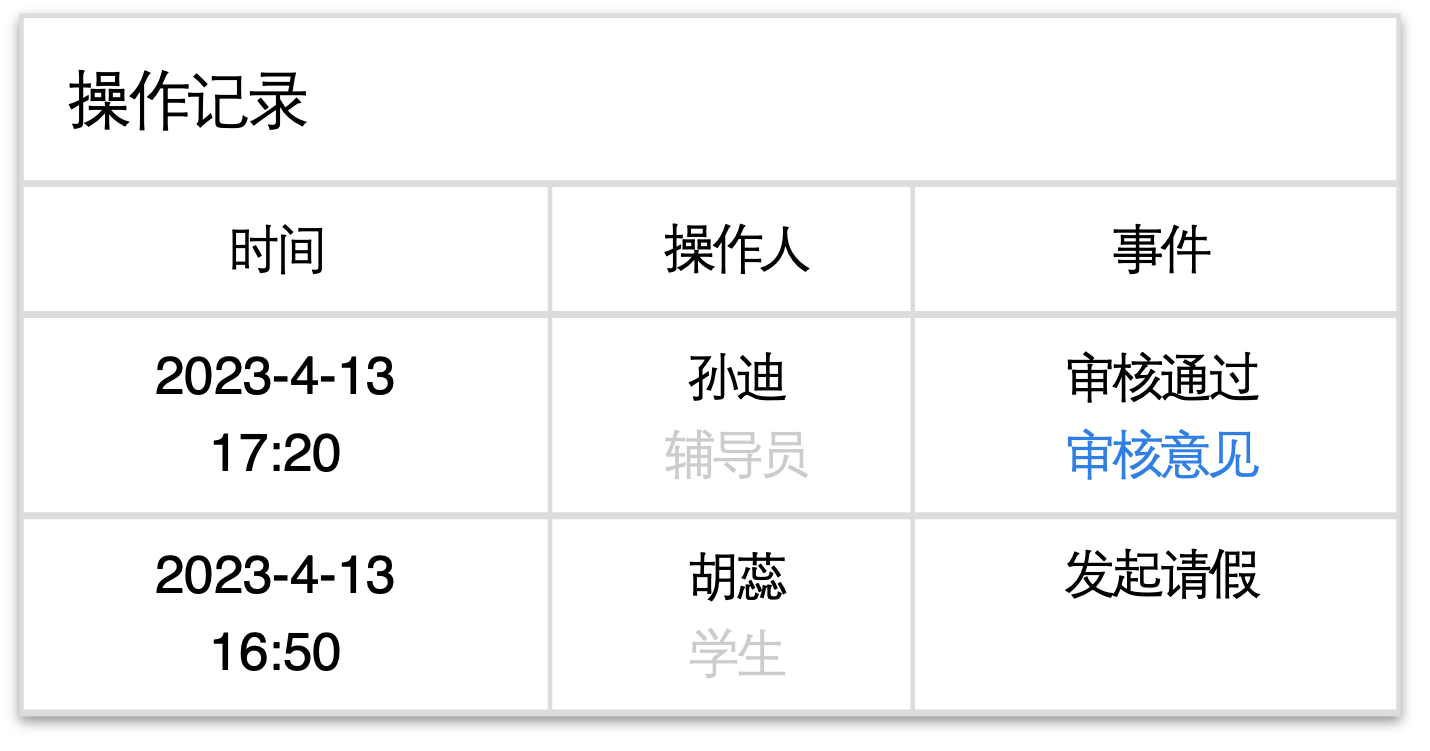 操作记录
时间 操作人 事件
2023-4-13 孙迪 审核通过
17:20 辅导员 审核意见
2023-4-13 胡蕊 发起请假
16:50 学生